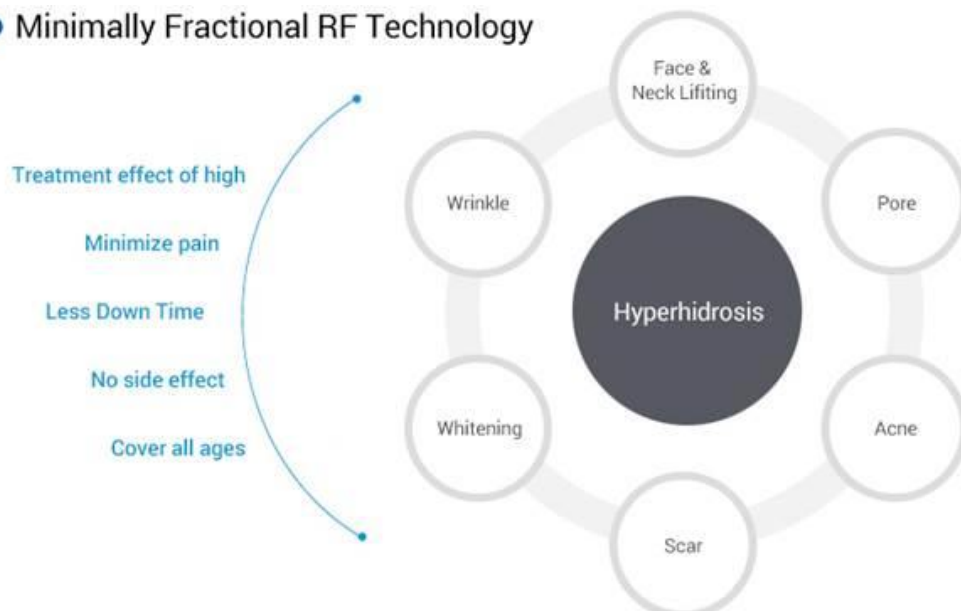 Minimally Fractional RF Technology
Treatment effect of high
Minimize pain
Less Down Time
No side effect
Cover all ages
Face &
Neck Lifiting
Wrinkle
Pore
Hyperhidrosis
Whitening
Acne
Scar